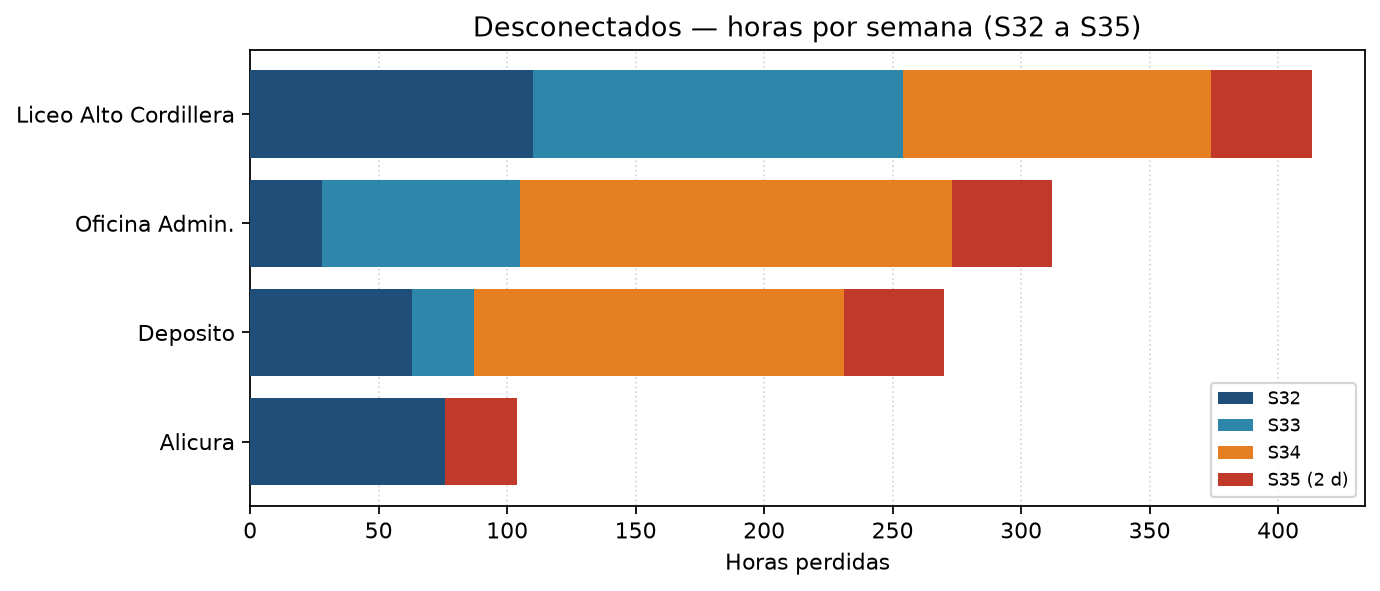 Desconectados — horas por semana (S32 a S35)
Liceo Alto Cordillera
Oficina Admin.
Deposito
Alicura
S32
S33
S34
S35 (2 d)
0 50 100 150 200 250 300 350 400
Horas perdidas